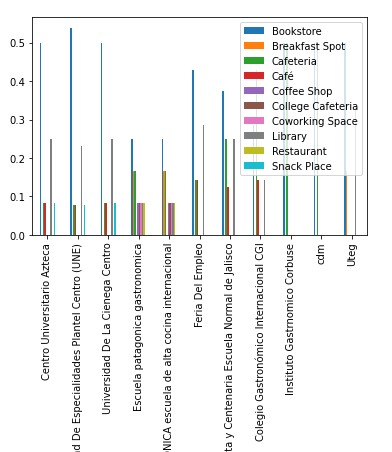 Bookstore
Breakfast Spot
Cafeteria
Café
Coffee Shop
College Cafeteria
Coworking Space
Library
Restaurant
Snack Place
0.5
0.4
0.3
0.2
0.1
0.0
Centro Universitario Azteca
d De Especialidades Plantel Centro (UNE)
Universidad De La Cienega Centro
Escuela patagonica gastronomica
NICA escuela de alta cocina internacional
Feria Del Empleo
ta y Centenaria Escuela Normal de Jalisco
Colegio Gastronómico Internacional CGI
Instituto Gastrnomico Corbuse
cdm
Uteg